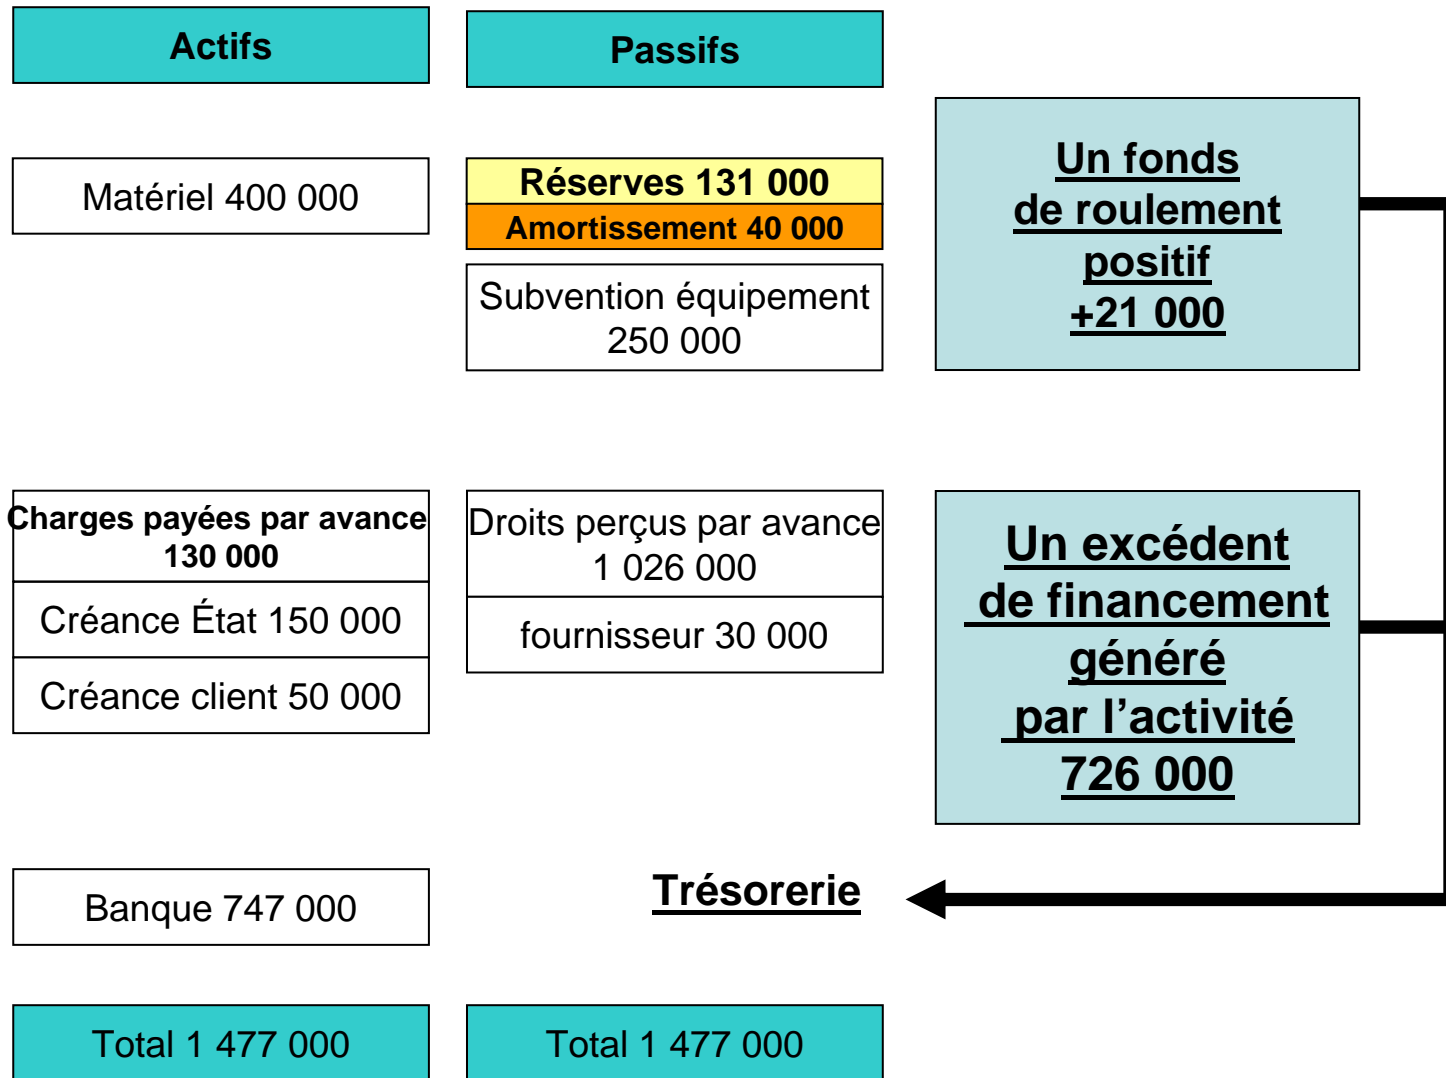 Actifs
Passifs
Matériel 400 000
Réserves 131 000
Amortissement 40 000
Subvention équipement
250 000
Un fonds
de roulement
positif
+21 000
Charges payées par avance
130 000
Créance État 150 000
Créance client 50 000
Droits perçus par avance
1 026 000
fournisseur 30 000
Un excédent
de financement
généré
par l’activité
726 000
Banque 747 000
Trésorerie
Total 1 477 000
Total 1 477 000